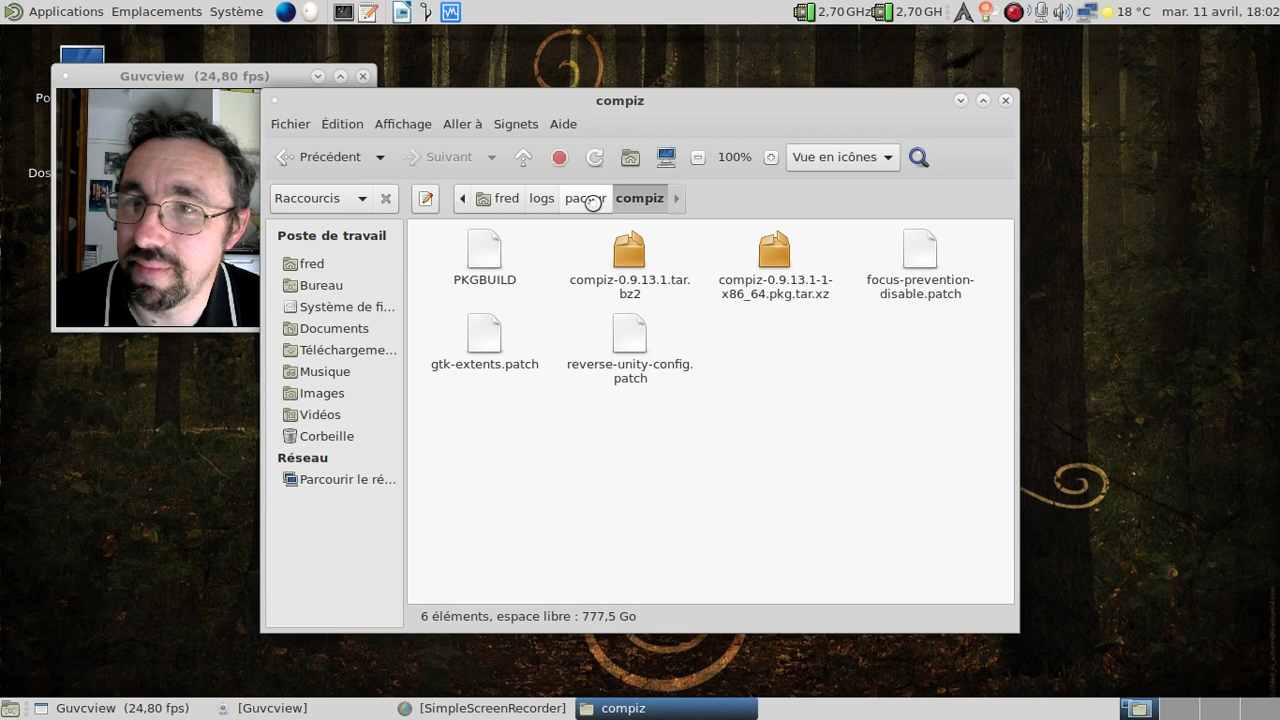 Applications Emplacements Système
2,70 GHz 2,70 GH 18 °C mar. 11 avril, 18:02
Guvcview (24,80 fps)
compiz
Fichier Édition Affichage Aller à Signets Aide
Précédent Suivant 100% Vue en icônes
Raccourcis fred logs compiz
Poste de travail
fred
Bureau
Système de fi...
Documents
Téléchargeme...
Musique
Images
Vidéos
Corbeille
Réseau
Parcourir le ré...
PKGBUILD
compiz-0.9.13.1.tar.
bz2
compiz-0.9.13.1-1-
x86_64.pkg.tar.xz
focus-prevention-
disable.patch
gtk-extents.patch
reverse-unity-config.
patch
6 éléments, espace libre : 777,5 Go
Guvcview (24,80 fps) [Guvcview] [SimpleScreenRecorder] compiz